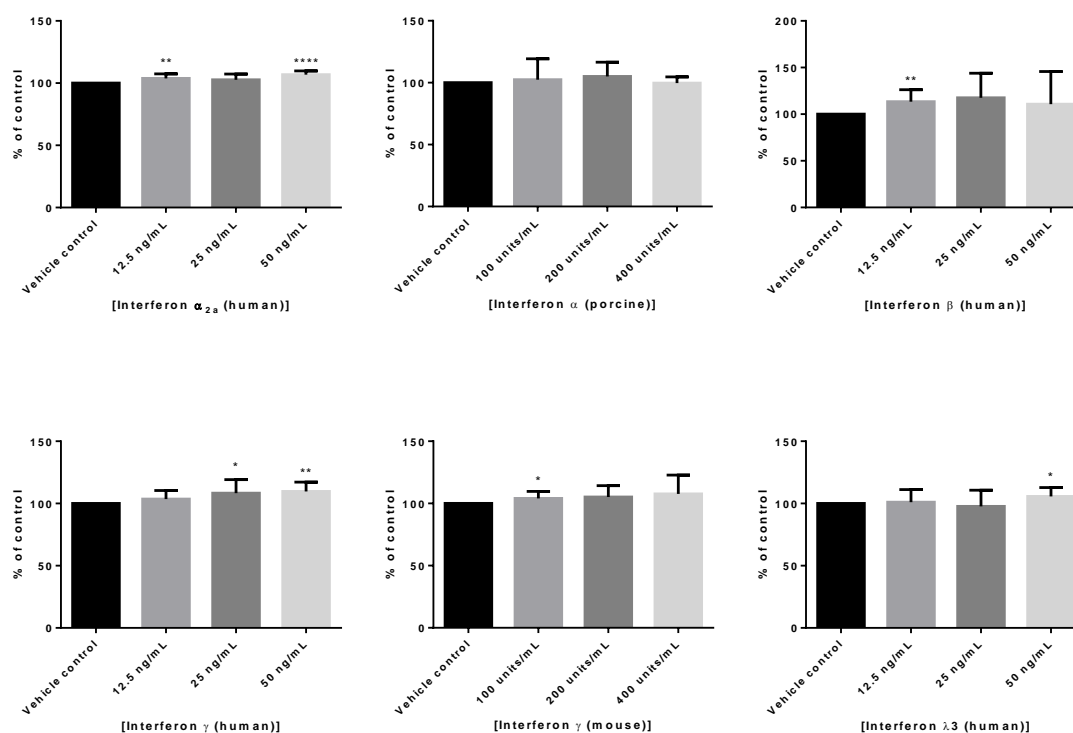 150
100
50
0
% of control
**
****
Vehicle control
12.5 ng/mL
25 ng/mL
50 ng/mL
[Interferon α2a (human)]
150
100
50
0
% of control
Vehicle control
100 units/mL
200 units/mL
400 units/mL
[Interferon α (porcine)]
200
150
100
50
0
% of control
**
Vehicle control
12.5 ng/mL
25 ng/mL
50 ng/mL
[Interferon β (human)]
150
100
50
0
% of control
*
**
Vehicle control
12.5 ng/mL
25 ng/mL
50 ng/mL
[Interferon γ (human)]
150
100
50
0
% of control
*
Vehicle control
100 units/mL
200 units/mL
400 units/mL
[Interferon γ (mouse)]
150
100
50
0
% of control
*
Vehicle control
12.5 ng/mL
25 ng/mL
50 ng/mL
[Interferon λ3 (human)]